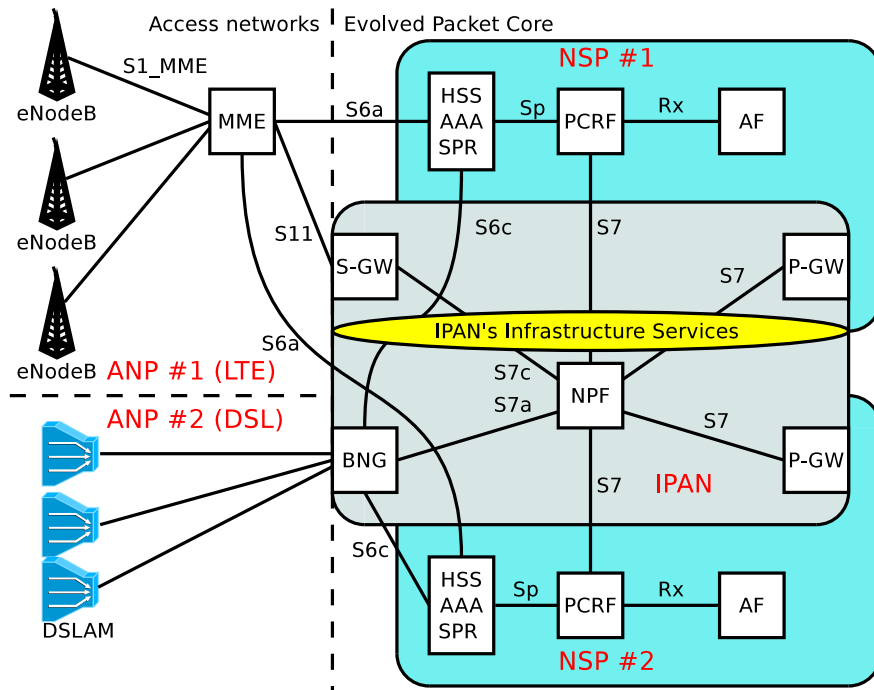 Access networks
Evolved Packet Core
NSP #1
S1_MME
eNodeB
MME
S6a
HSS
AAA
SPR
Sp
PCRF
Rx
AF
eNodeB
S11
S6c
S7
S-GW
S7
P-GW
IPAN's Infrastructure Services
S6a
eNodeB
ANP #1 (LTE)
S7c
NPF
ANP #2 (DSL)
S7a
S7
BNG
S7
IPAN
P-GW
S6c
DSLAM
HSS
AAA
SPR
Sp
PCRF
Rx
AF
NSP #2